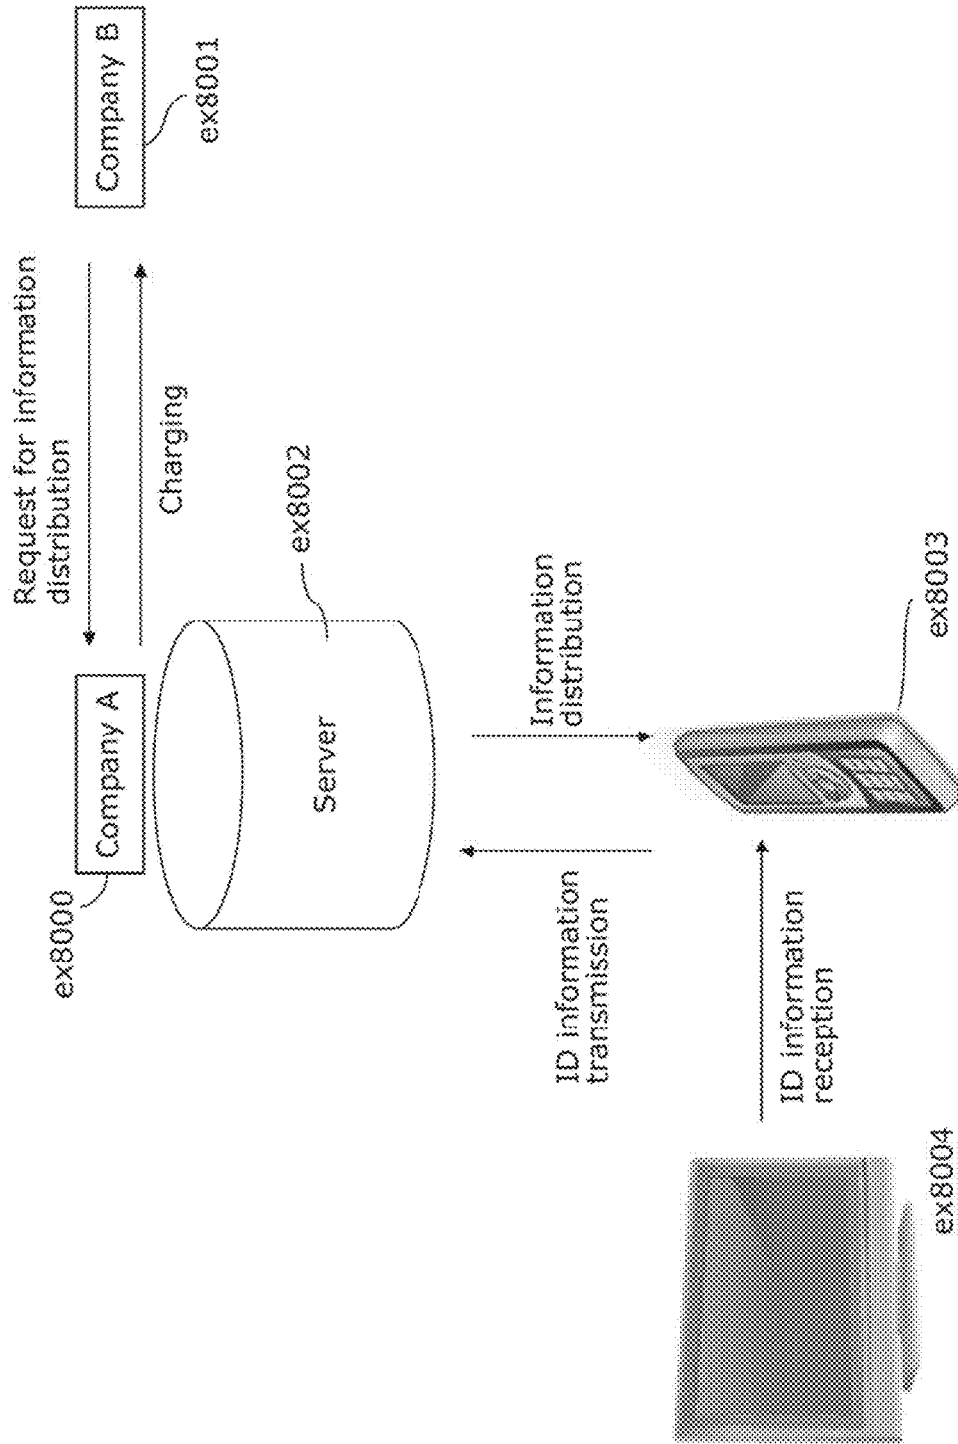 ex8000
Company A
Request for information
distribution
Charging
Company B
ex8001
Server
ex8002
ID information
transmission
Information
distribution
ID information
reception
ex8004
ex8003